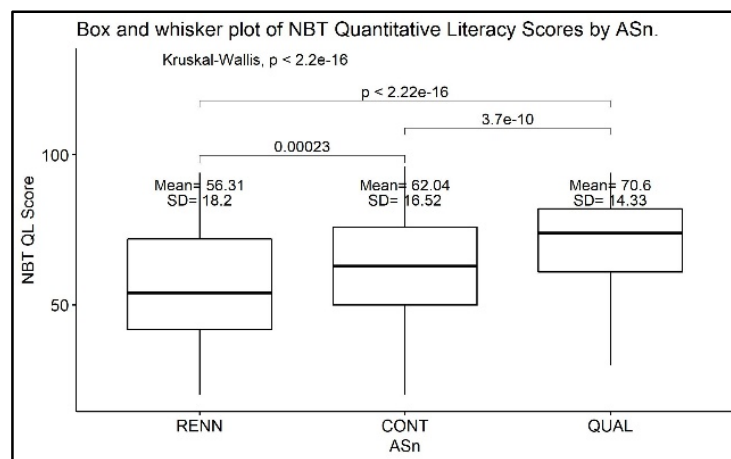 Box and whisker plot of NBT Quantitative Literacy Scores by ASn.
Kruskal-Wallis, p < 2.2e-16
p < 2.22e-16
3.7e-10
0.00023
100
Mean= 56.31
SD= 18.2
Mean= 62.04
SD= 16.52
Mean= 70.6
SD= 14.33
NBT QL Score
50
RENN
CONT
QUAL
ASn